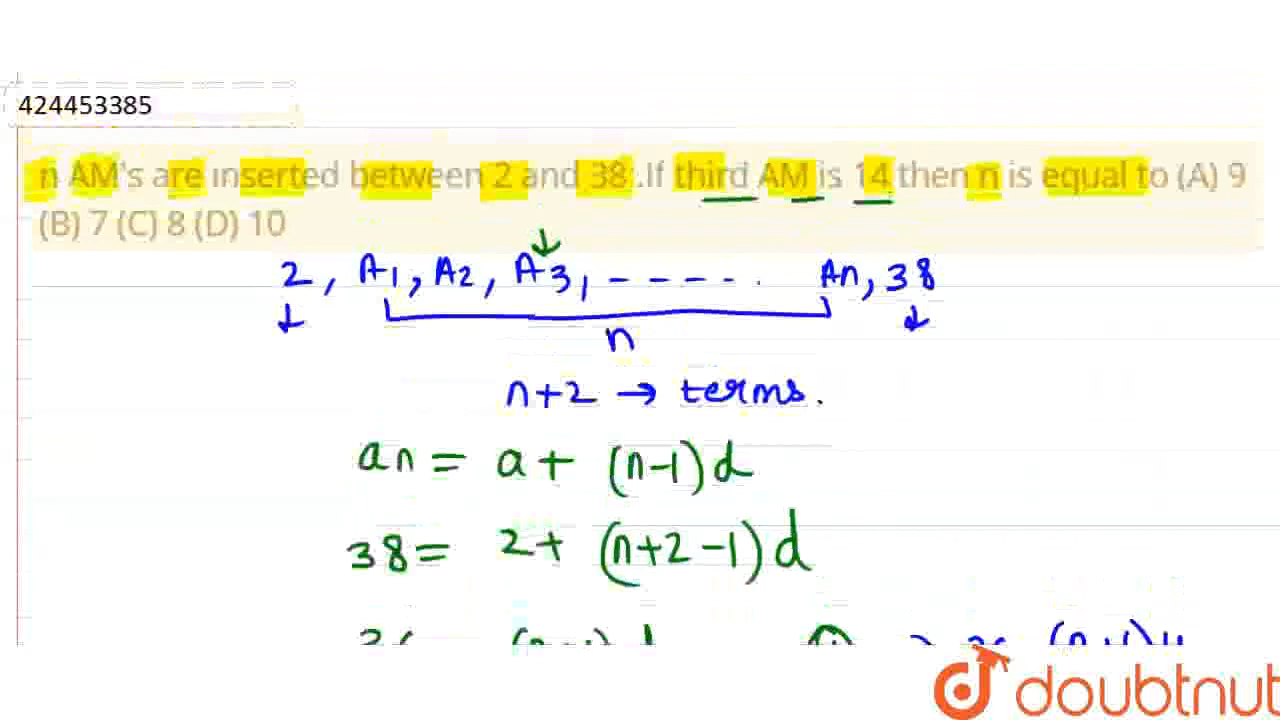 424453385
n AM's are inserted between 2 and 38.If third AM is 14 then n is equal to (A) 9
(B) 7 (C) 8 (D) 10
2, A1, A2, A3, ----- . An, 38
n
n+2 → terms.
an = a + (n-1)d
38 = 2 + (n+2-1)d
doubtnut